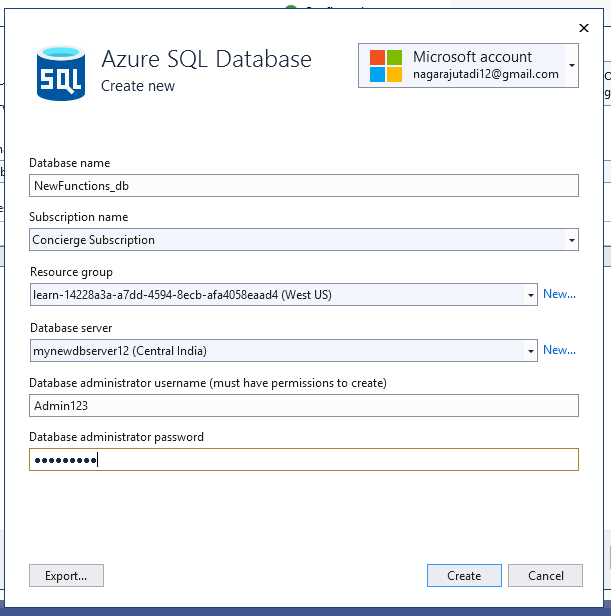 SQL
Azure SQL Database
Create new
Microsoft account
nagarajutadi12@gmail.com
Database name
NewFunctions_db
Subscription name
Concierge Subscription
Resource group
learn-14228a3a-a7dd-4594-8ecb-afa4058eaad4 (West US)
New...
Database server
mynewdbserver12 (Central India)
New...
Database administrator username (must have permissions to create)
Admin123
Database administrator password
●●●●●●●●●
Export...
Create
Cancel